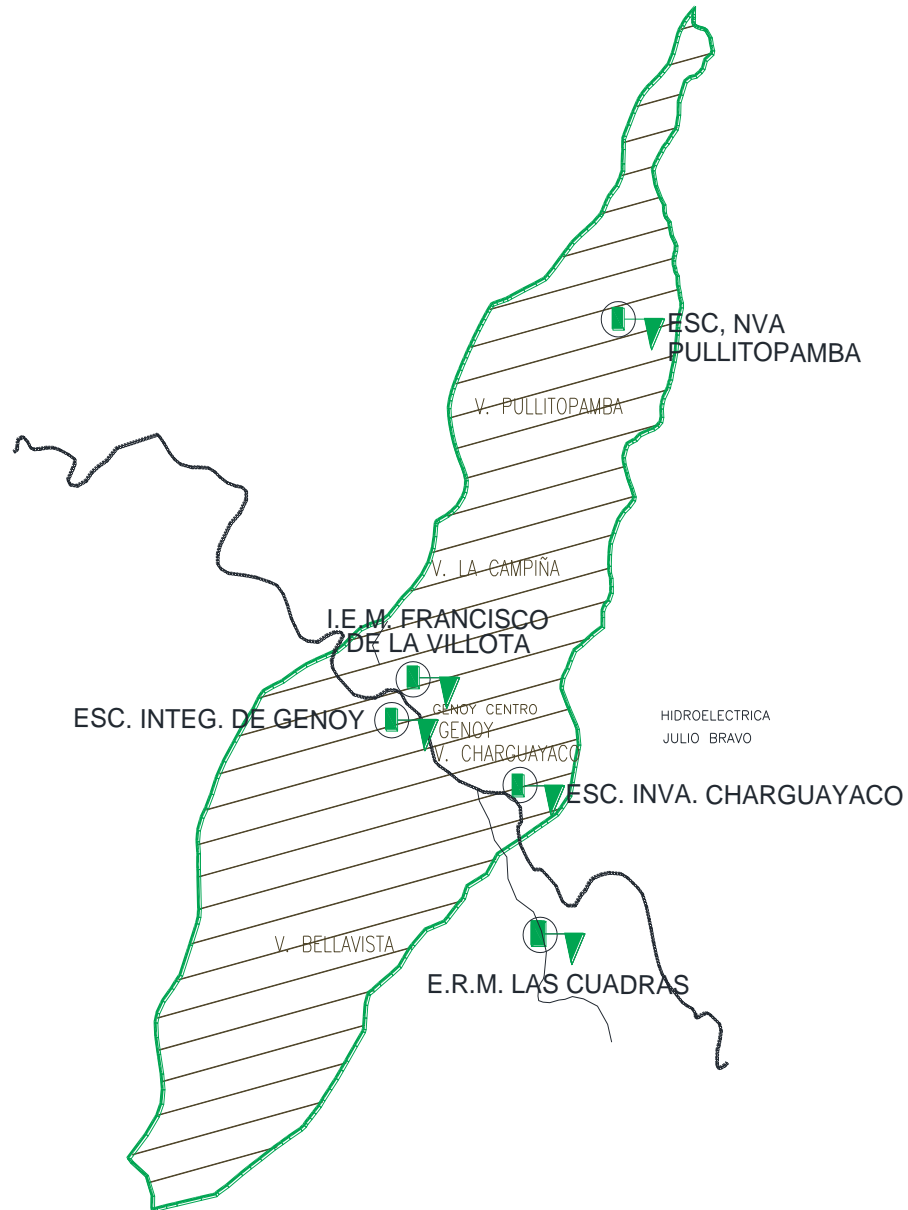 ESC, NVA
PULLITOPAMBA
V. PULLITOPAMBA
V. LA CAMPIÑA
I.E.M. FRANCISCO
DE LA VILLOTA
ESC. INTEG. DE GENOY
GENOY CENTRO
GENOY
V. CHARGUAYACO
HIDROELECTRICA
JULIO BRAVO
ESC. INVA. CHARGUAYACO
V. BELLAVISTA
E.R.M. LAS CUADRAS